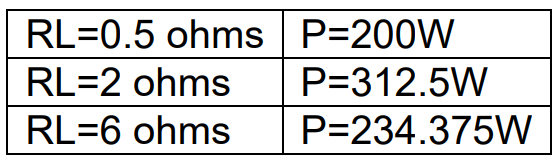 RL=0.5 ohms P=200W
RL=2 ohms P=312.5W
RL=6 ohms P=234.375W